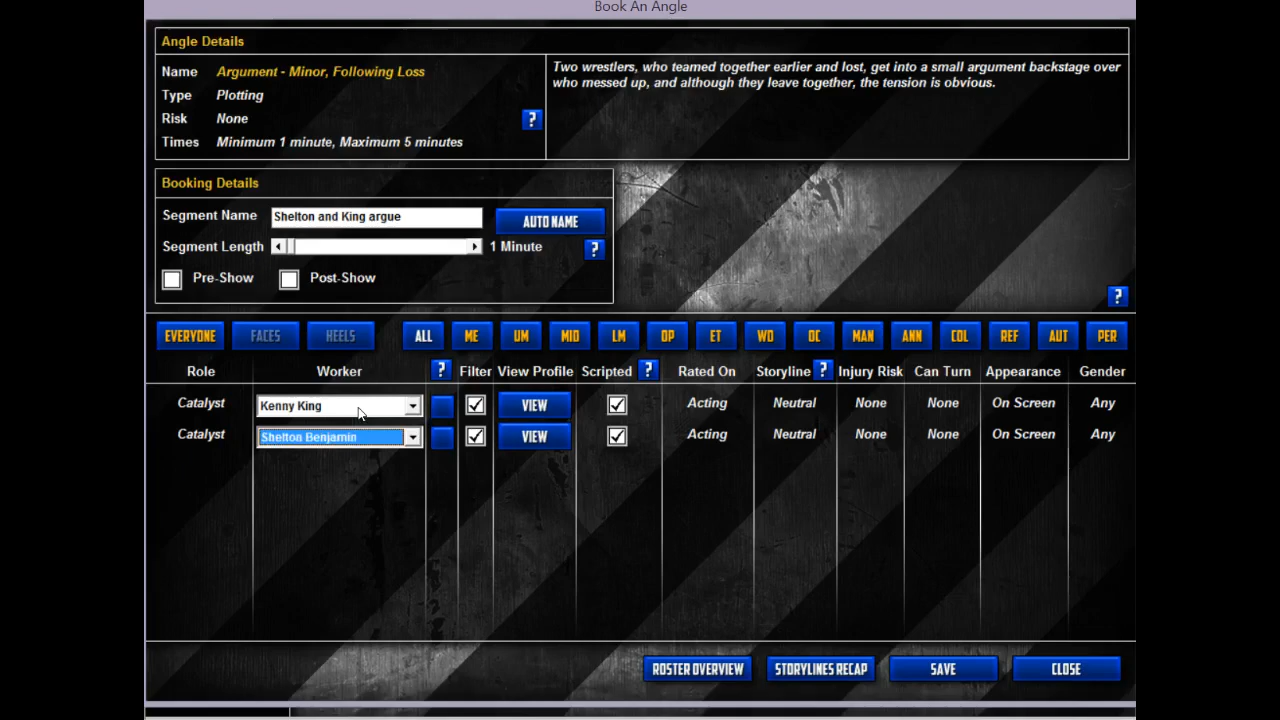 Book An Angle
Angle Details
Name Argument - Minor, Following Loss
Type Plotting
Risk None
?
Times Minimum 1 minute, Maximum 5 minutes
Two wrestlers, who teamed together earlier and lost, get into a small argument backstage over
who messed up, and although they leave together, the tension is obvious.
Booking Details
Segment Name Shelton and King argue AUTO NAME
Segment Length 1 Minute ?
Pre-Show Post-Show
?
EVERYONE FACES HEELS ALL ME UM MID LM OP ET WD OC MAN ANN COL REF AUT PER
Role Worker ? Filter View Profile Scripted ? Rated On Storyline ? Injury Risk Can Turn Appearance Gender
Catalyst Kenny King VIEW Acting Neutral None None On Screen Any
Catalyst Shelton Benjamin VIEW Acting Neutral None None On Screen Any
ROSTER OVERVIEW STORYLINES RECAP SAVE CLOSE